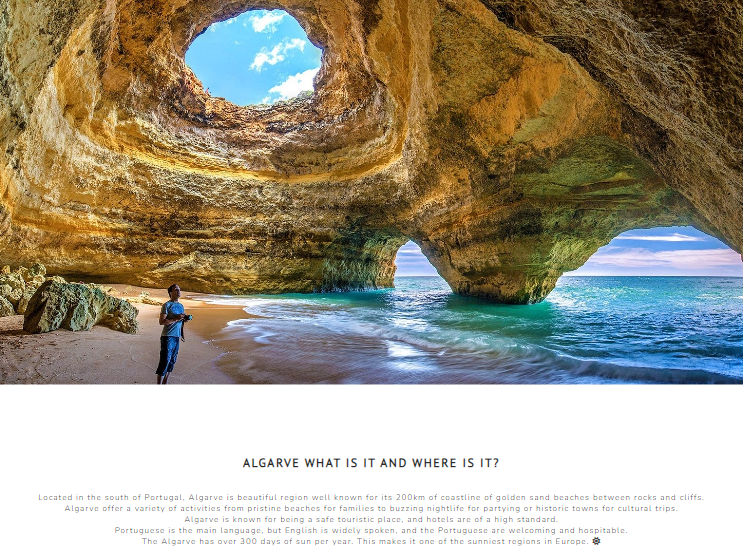 ALGARVE WHAT IS IT AND WHERE IS IT?
Located in the south of Portugal, Algarve is beautiful region well known for its 200km of coastline of golden sand beaches between rocks and cliffs.
Algarve offer a variety of activities from pristine beaches for families to buzzing nightlife for partying or historic towns for cultural trips.
Algarve is known for being a safe touristic place, and hotels are of a high standard.
Portuguese is the main language, but English is widely spoken, and the Portuguese are welcoming and hospitable.
The Algarve has over 300 days of sun per year. This makes it one of the sunniest regions in Europe.